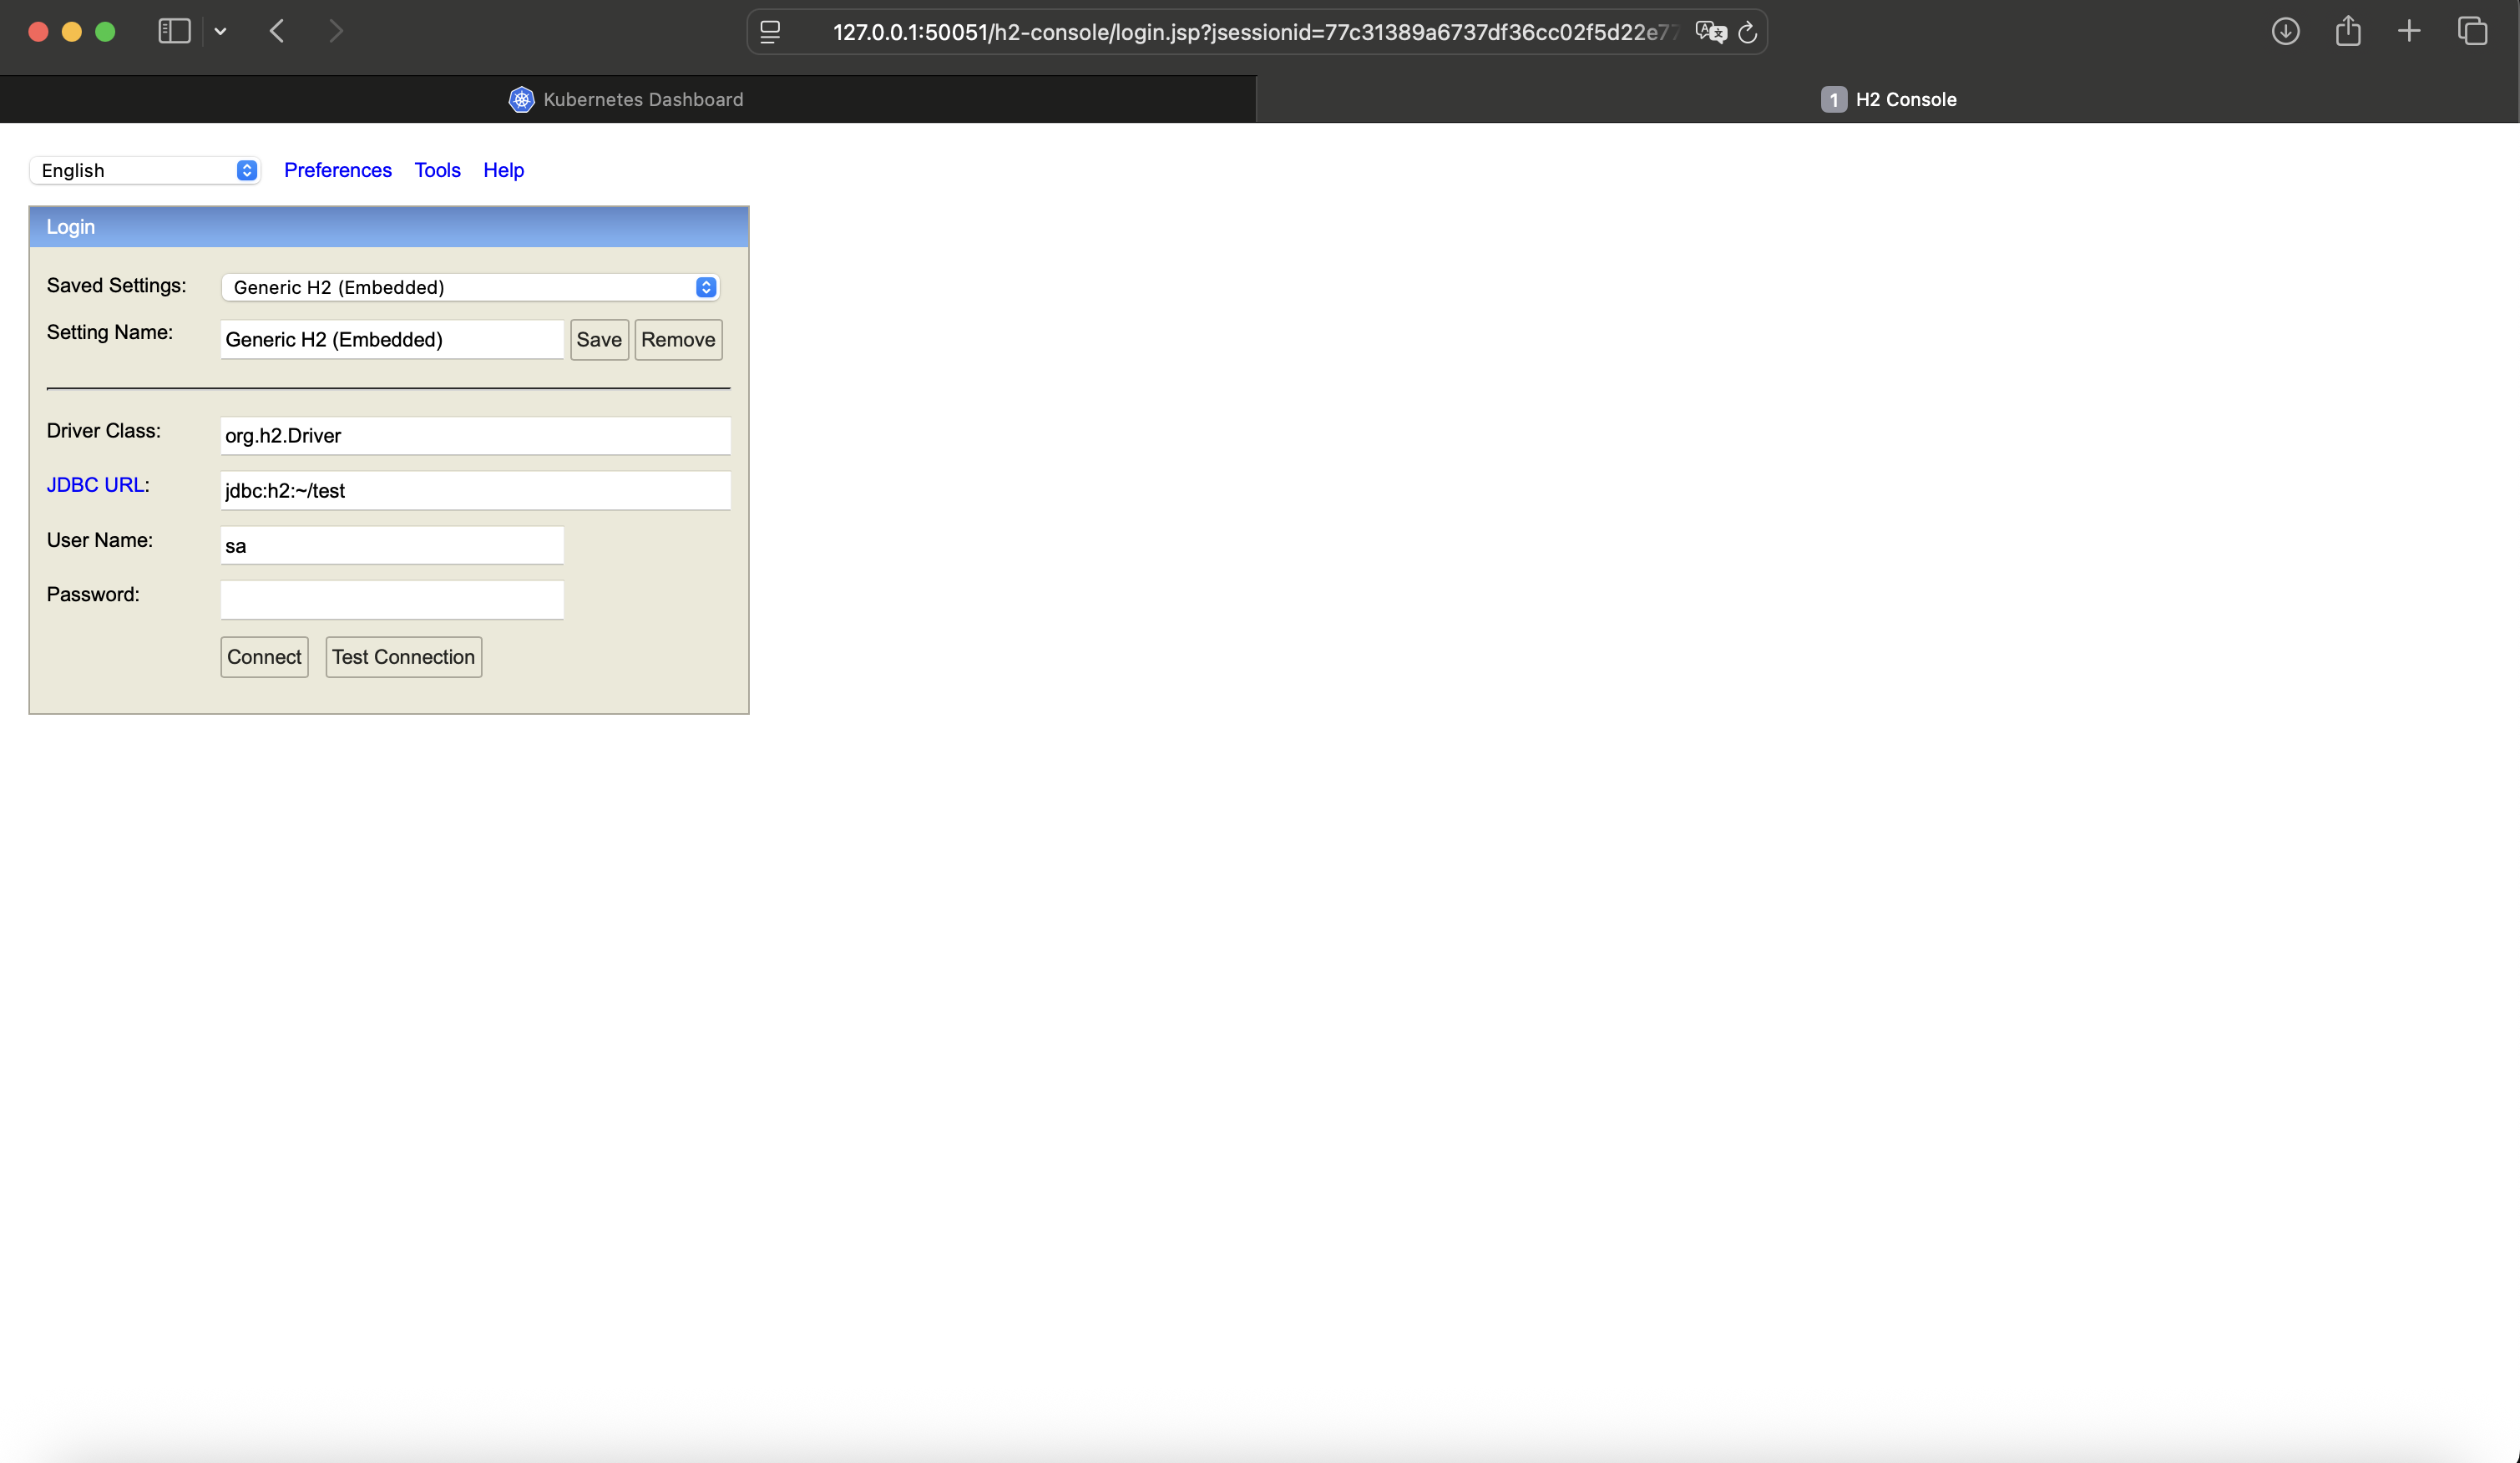 127.0.0.1:50051/h2-console/login.jsp?jsessionid=77c31389a6737df36cc02f5d22e77
Kubernetes Dashboard
1 H2 Console
English Preferences Tools Help
Login
Saved Settings: Generic H2 (Embedded)
Setting Name: Generic H2 (Embedded) Save Remove
Driver Class: org.h2.Driver
JDBC URL: jdbc:h2:~/test
User Name: sa
Password:
Connect Test Connection